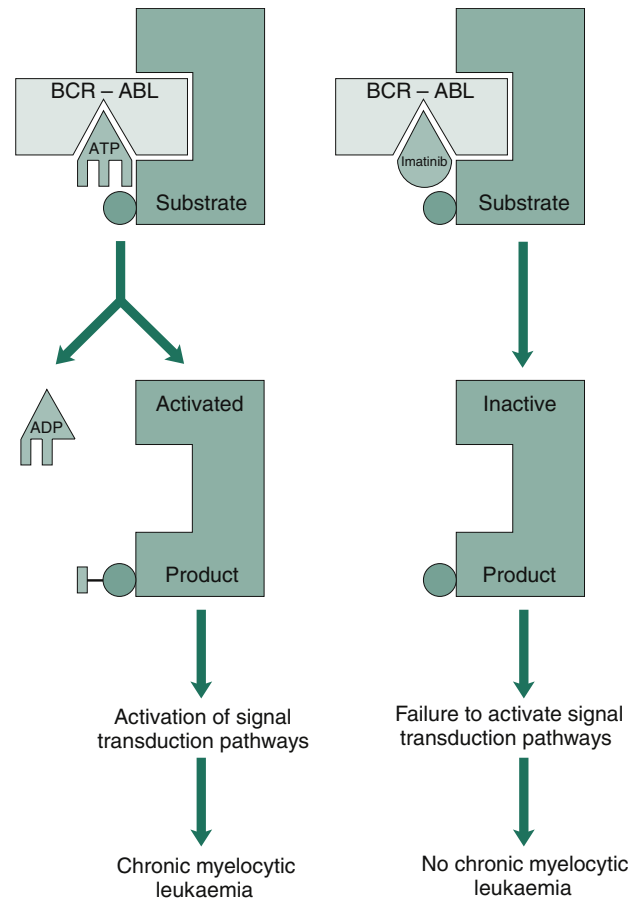 BCR – ABL
ATP
Substrate
ADP
Activated
Product
Activation of signal
transduction pathways
Chronic myelocytic
leukaemia
BCR – ABL
Imatinib
Substrate
Inactive
Product
Failure to activate signal
transduction pathways
No chronic myelocytic
leukaemia